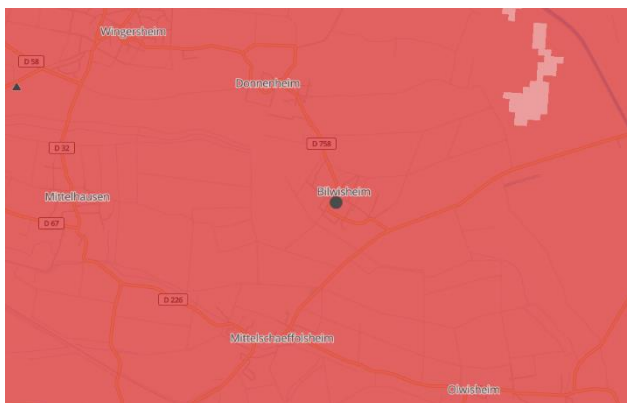 Wingersheim
D 58
Donnenheim
D 758
D 32
Bilwisheim
Mittelhausen
D 67
D 226
Mittelschaeffolsheim
Olwisheim